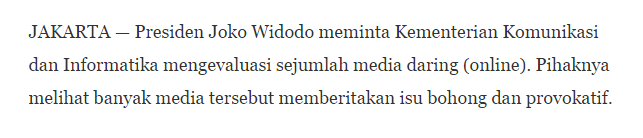 JAKARTA — Presiden Joko Widodo meminta Kementerian Komunikasi
dan Informatika mengevaluasi sejumlah media daring (online). Pihaknya
melihat banyak media tersebut memberitakan isu bohong dan provokatif.